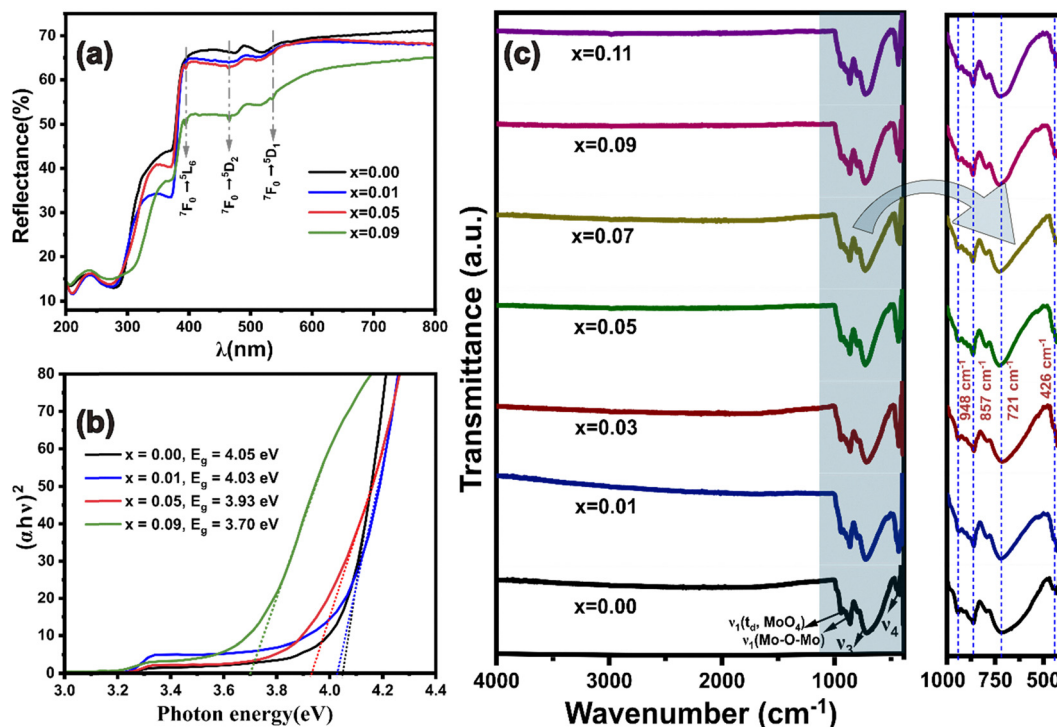 (a)
Reflectance(%)
70
60
50
40
30
20
10
⁷F₀→⁵L₆
⁷F₀→⁵D₂
⁷F₀→⁵D₁
x=0.00
x=0.01
x=0.05
x=0.09
200 300 400 500 600 700 800
λ(nm)
(b)
(αhν)²
80
70
60
50
40
30
20
10
0
x = 0.00, E_g = 4.05 eV
x = 0.01, E_g = 4.03 eV
x = 0.05, E_g = 3.93 eV
x = 0.09, E_g = 3.70 eV
3.0 3.2 3.4 3.6 3.8 4.0 4.2 4.4
Photon energy(eV)
(c)
Transmittance (a.u.)
x=0.11
x=0.09
x=0.07
x=0.05
x=0.03
x=0.01
x=0.00
ν₁(t_d, MoO₄)
ν₁(Mo-O-Mo)
ν₃
ν₄
4000 3000 2000 1000
948 cm⁻¹
857 cm⁻¹
721 cm⁻¹
426 cm⁻¹
1000 750 500
Wavenumber (cm⁻¹)